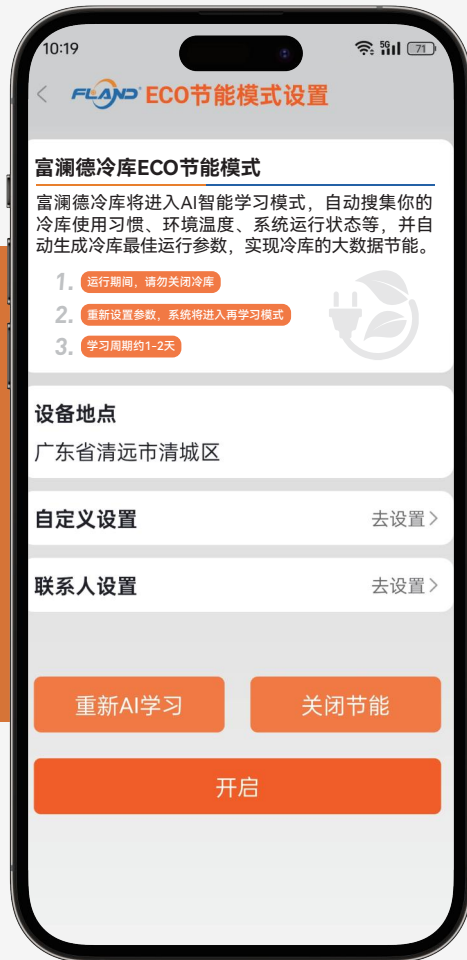 10:19
5G
71
FLAND ECO节能模式设置
富澜德冷库ECO节能模式
富澜德冷库将进入AI智能学习模式，自动搜集你的
冷库使用习惯、环境温度、系统运行状态等，并自
动生成冷库最佳运行参数，实现冷库的大数据节能。
1. 运行期间，请勿关闭冷库
2. 重新设置参数，系统将进入再学习模式
3. 学习周期约1-2天
设备地点
广东省清远市清城区
自定义设置 去设置>
联系人设置 去设置>
重新AI学习 关闭节能
开启